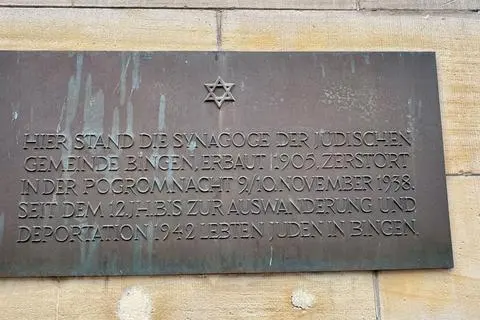 HIER STAND DIE SYNAGOGE DER JÜDISCHEN
GEMEINDE BINGEN, ERBAUT 1905, ZERSTÖRT
IN DER POGROMNACHT 9./10. NOVEMBER 1938.
SEIT DEM 12. JH. BIS ZUR AUSWANDERUNG UND
DEPORTATION 1942 LEBTEN JUDEN IN BINGEN.